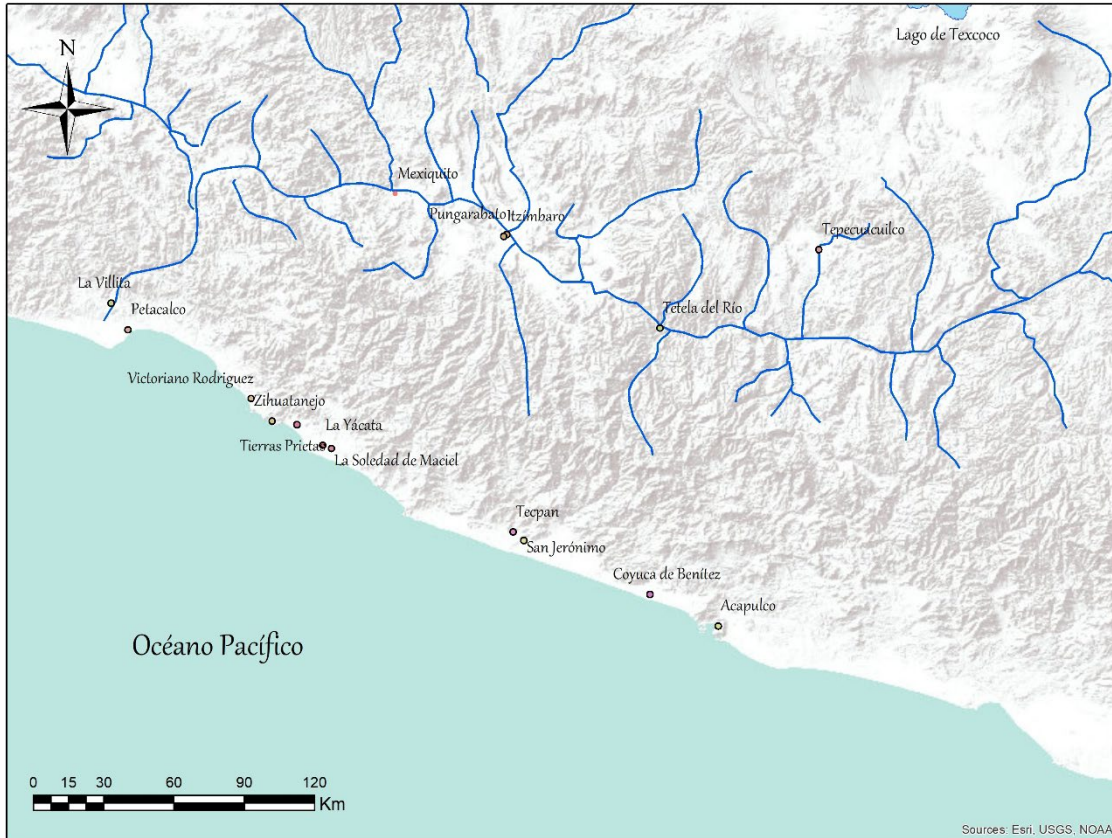 Lago de Texcoco
N
Mexiquito
Pungarabato
Itzímbaro
Tepecuacuilco
La Villita
Petacalco
Tetela del Río
Victoriano Rodriguez
Zihuatanejo
La Yácata
Tierras Prietas
La Soledad de Maciel
Tecpan
San Jerónimo
Coyuca de Benítez
Acapulco
Océano Pacífico
0 15 30 60 90 120
Km
Sources: Esri, USGS, NOAA